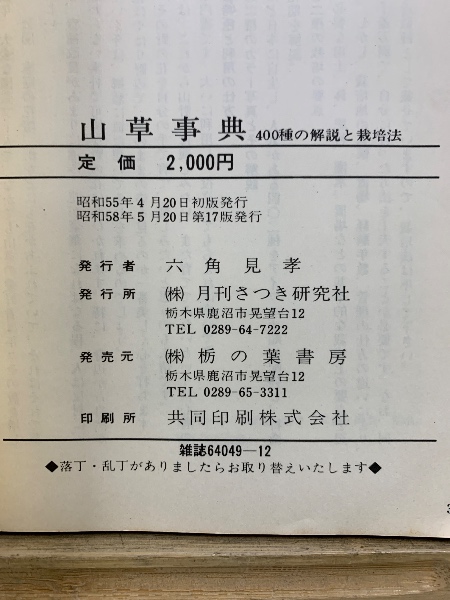 山草事典 400種の解説と栽培法
定価 2,000円
昭和55年4月20日初版発行
昭和58年5月20日第17版発行
発行者 六角見孝
発行所 ㈱月刊さつき研究社
栃木県鹿沼市晃望台12
TEL 0289-64-7222
発売元 ㈱栃の葉書房
栃木県鹿沼市晃望台12
TEL 0289-65-3311
印刷所 共同印刷株式会社
雑誌64049—12
◆落丁・乱丁がありましたらお取り替えいたします◆